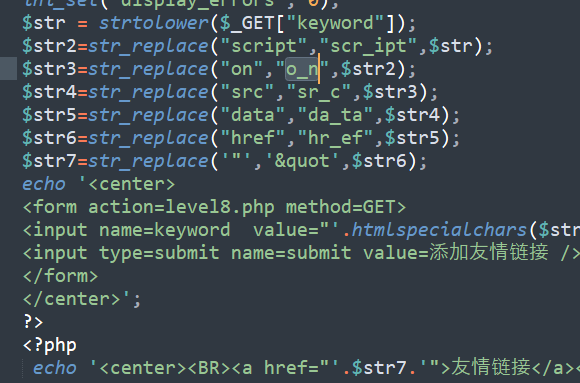 ini_set("display_errors", 0);
$str = strtolower($_GET["keyword"]);
$str2=str_replace("script","scr_ipt",$str);
$str3=str_replace("on","o_n",$str2);
$str4=str_replace("src","sr_c",$str3);
$str5=str_replace("data","da_ta",$str4);
$str6=str_replace("href","hr_ef",$str5);
$str7=str_replace('"','&quot',$str6);
echo '<center>
<form action=level8.php method=GET>
<input name=keyword  value="'.htmlspecialchars($str
<input type=submit name=submit value=添加友情链接 />
</form>
</center>';
?>
<?php
echo '<center><BR><a href="'.$str7.'">友情链接</a><